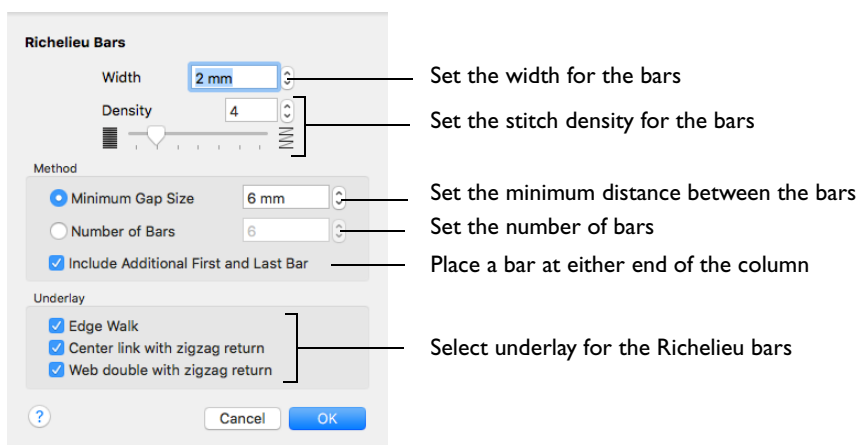 Richelieu Bars
Width 2 mm Set the width for the bars
Density 4
Set the stitch density for the bars
Method
Minimum Gap Size 6 mm Set the minimum distance between the bars
Number of Bars 6 Set the number of bars
Include Additional First and Last Bar Place a bar at either end of the column
Underlay
Edge Walk
Center link with zigzag return Select underlay for the Richelieu bars
Web double with zigzag return
? Cancel OK